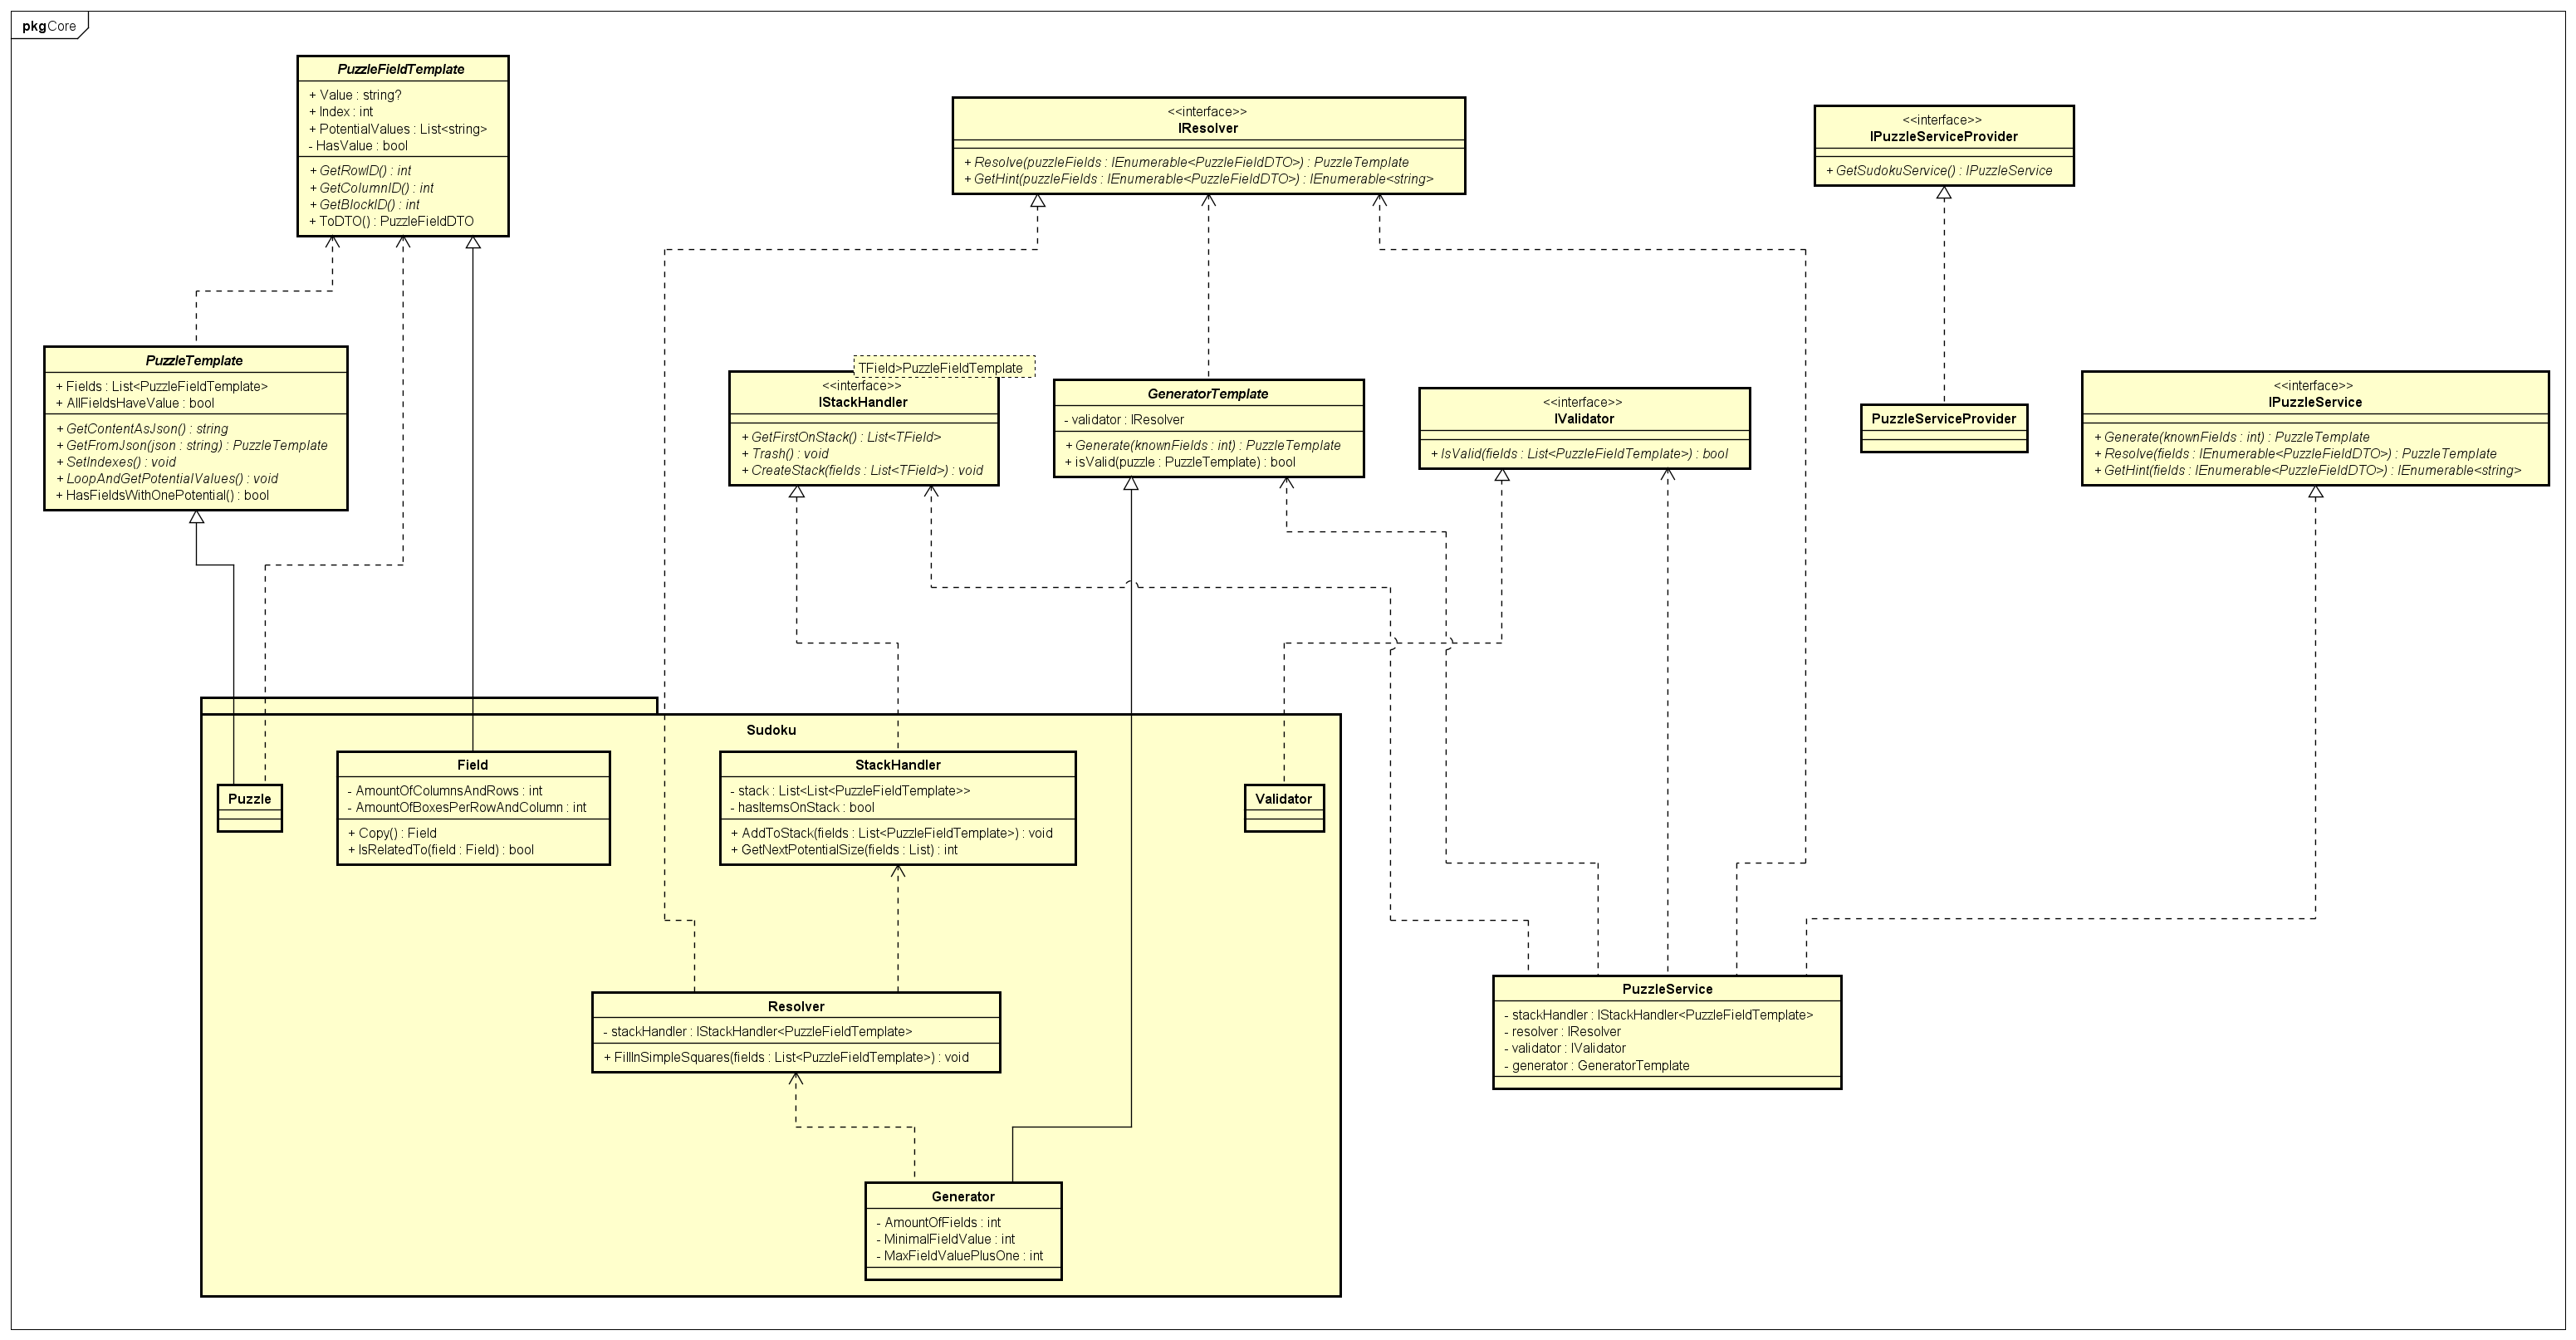 pkg Core
PuzzleFieldTemplate
+ Value : string?
+ Index : int
+ PotentialValues : List<string>
- HasValue : bool
+ GetRowID() : int
+ GetColumnID() : int
+ GetBlockID() : int
+ ToDTO() : PuzzleFieldDTO
<<interface>>
IResolver
+ Resolve(puzzleFields : IEnumerable<PuzzleFieldDTO>) : PuzzleTemplate
+ GetHint(puzzleFields : IEnumerable<PuzzleFieldDTO>) : IEnumerable<string>
<<interface>>
IPuzzleServiceProvider
+ GetSudokuService() : IPuzzleService
PuzzleTemplate
+ Fields : List<PuzzleFieldTemplate>
+ AllFieldsHaveValue : bool
+ GetContentAsJson() : string
+ GetFromJson(json : string) : PuzzleTemplate
+ SetIndexes() : void
+ LoopAndGetPotentialValues() : void
+ HasFieldsWithOnePotential() : bool
TField>PuzzleFieldTemplate
<<interface>>
IStackHandler
+ GetFirstOnStack() : List<TField>
+ Trash() : void
+ CreateStack(fields : List<TField>) : void
GeneratorTemplate
- validator : IResolver
+ Generate(knownFields : int) : PuzzleTemplate
+ isValid(puzzle : PuzzleTemplate) : bool
<<interface>>
IValidator
+ IsValid(fields : List<PuzzleFieldTemplate>) : bool
PuzzleServiceProvider
<<interface>>
IPuzzleService
+ Generate(knownFields : int) : PuzzleTemplate
+ Resolve(fields : IEnumerable<PuzzleFieldDTO>) : PuzzleTemplate
+ GetHint(fields : IEnumerable<PuzzleFieldDTO>) : IEnumerable<string>
Sudoku
Puzzle
Field
- AmountOfColumnsAndRows : int
- AmountOfBoxesPerRowAndColumn : int
+ Copy() : Field
+ IsRelatedTo(field : Field) : bool
StackHandler
- stack : List<List<PuzzleFieldTemplate>>
- hasItemsOnStack : bool
+ AddToStack(fields : List<PuzzleFieldTemplate>) : void
+ GetNextPotentialSize(fields : List) : int
Validator
Resolver
- stackHandler : IStackHandler<PuzzleFieldTemplate>
+ FillInSimpleSquares(fields : List<PuzzleFieldTemplate>) : void
PuzzleService
- stackHandler : IStackHandler<PuzzleFieldTemplate>
- resolver : IResolver
- validator : IValidator
- generator : GeneratorTemplate
Generator
- AmountOfFields : int
- MinimalFieldValue : int
- MaxFieldValuePlusOne : int